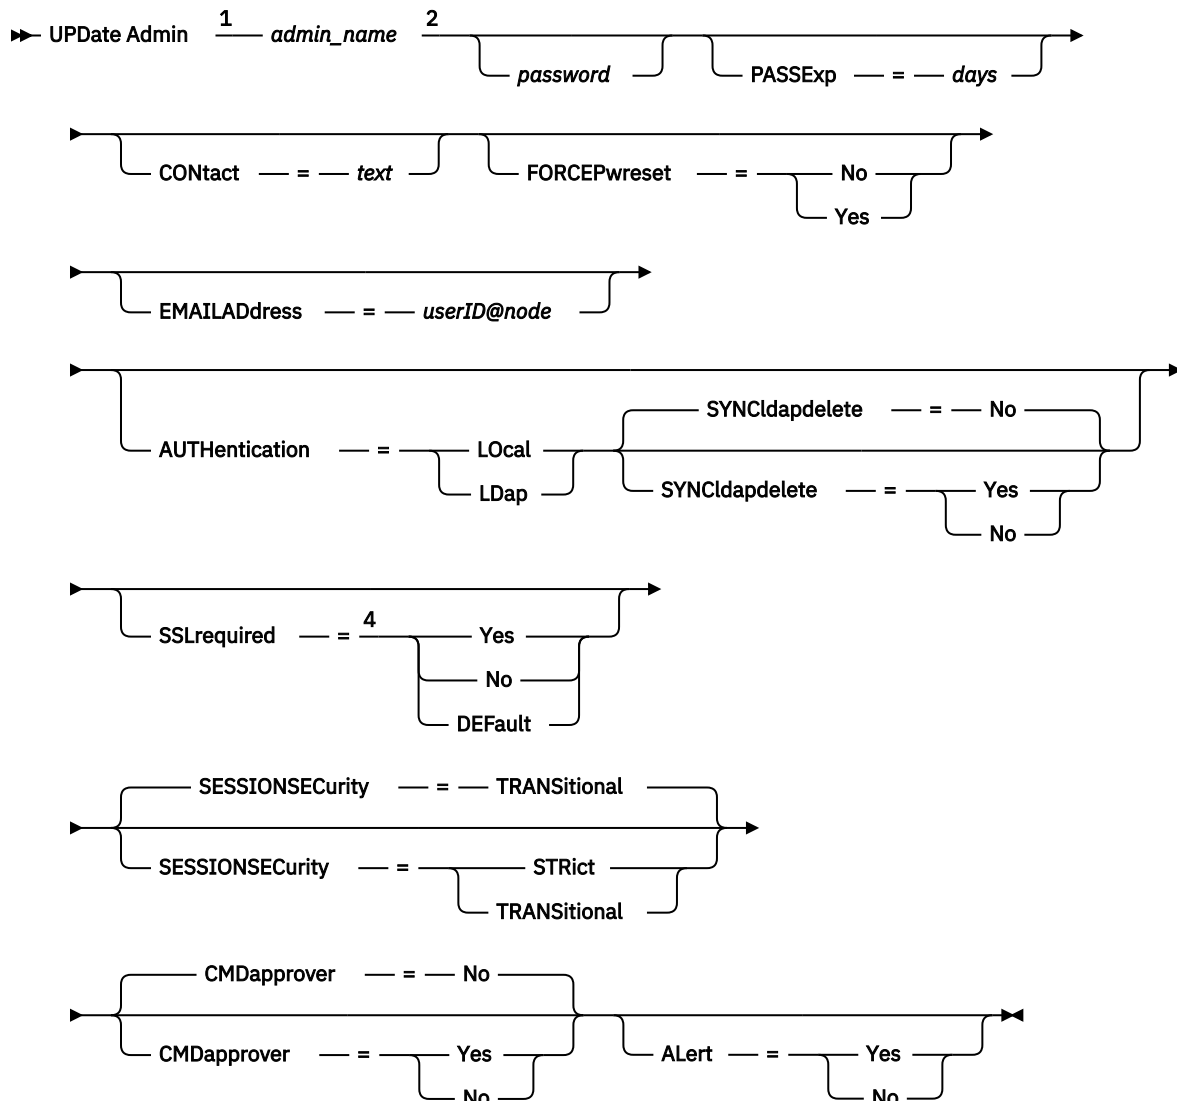 1 2
UPDate Admin admin_name
password PASSExp = days
CONtact = text FORCEPwreset = No
Yes
EMAILADdress = userID@node
SYNCldapdelete = No
AUTHentication = LOcal
LDap SYNCldapdelete = Yes
No
4
SSLrequired = Yes
No
DEFault
SESSIONSECurity = TRANSitional
SESSIONSECurity = STRict
TRANSitional
CMDapprover = No
CMDapprover = Yes ALert = Yes
No No